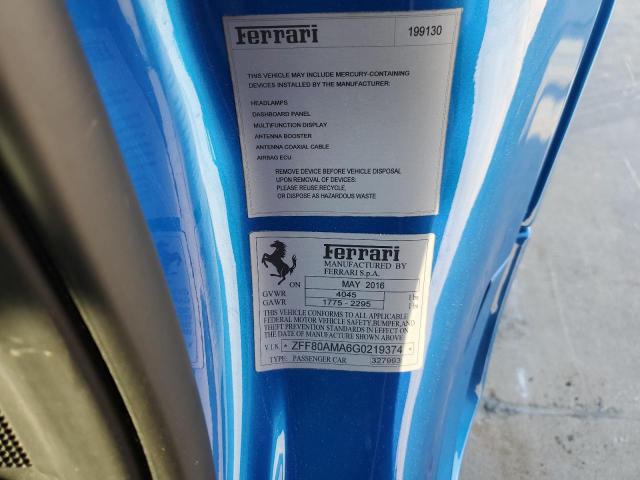 Ferrari 199130
THIS VEHICLE MAY INCLUDE MERCURY-CONTAINING
DEVICES INSTALLED BY THE MANUFACTURER:
HEADLAMPS
DASHBOARD PANEL
MULTIFUNCTION DISPLAY
ANTENNA BOOSTER
ANTENNA COAXIAL CABLE
AIRBAG ECU
REMOVE DEVICE BEFORE VEHICLE DISPOSAL
UPON REMOVAL OF DEVICES:
PLEASE REUSE,RECYCLE,
OR DISPOSE AS HAZARDOUS WASTE
Ferrari
MANUFACTURED BY
FERRARI S.p.A.
ON MAY 2016
GVWR 4045
GAWR 1775 - 2295
THIS VEHICLE CONFORMS TO ALL APPLICABLE
FEDERAL MOTOR VEHICLE SAFETY,BUMPER,AND
THEFT PREVENTION STANDARDS IN EFFECT ON
THE DATE OF MANUFACTURE SHOWN ABOVE
V.I.N. * ZFF80AMA6G0219374 *
TYPE: PASSENGER CAR